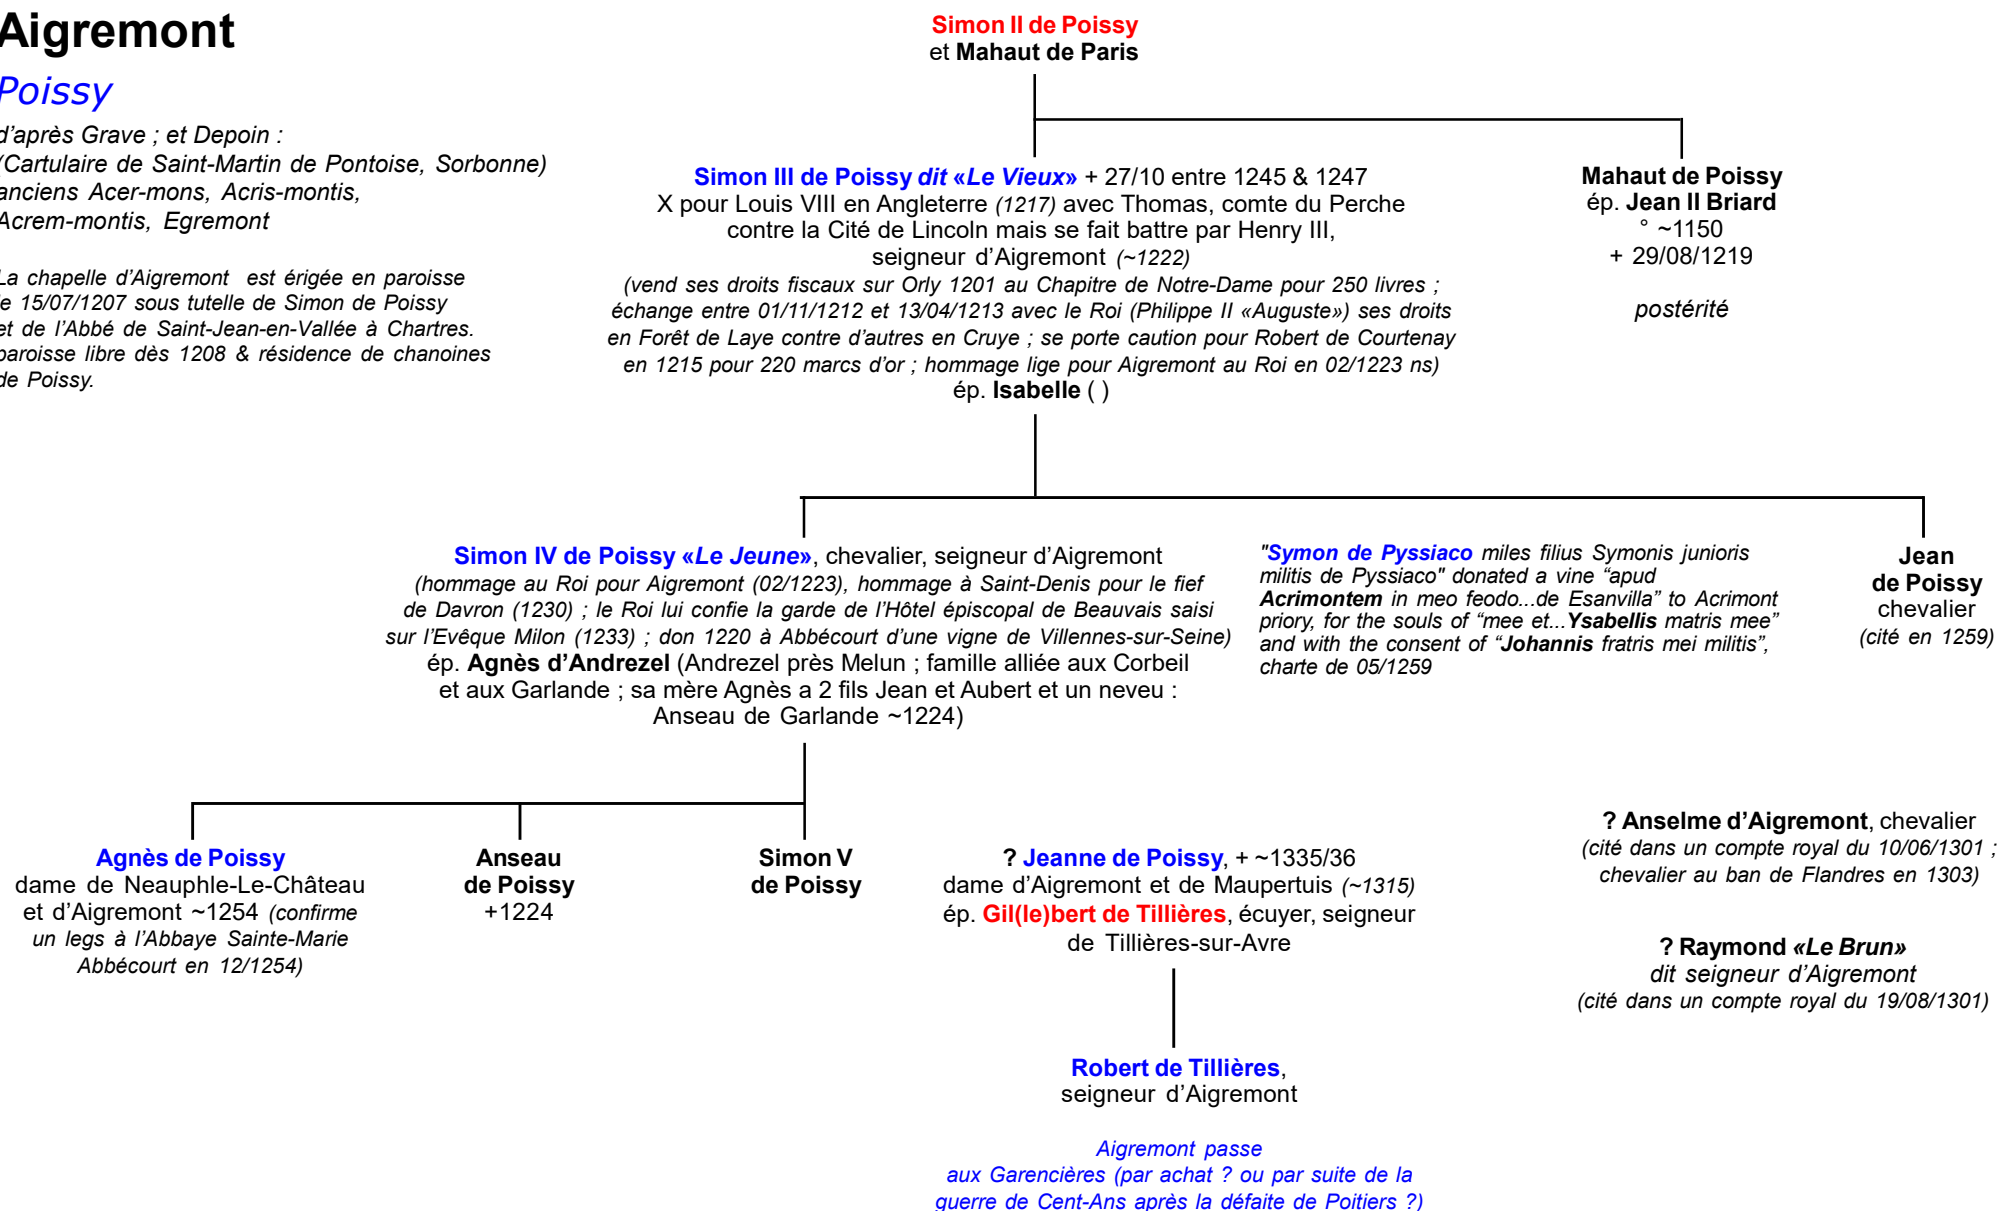 Aigremont
Poissy
d'après Grave ; et Depoin :
(Cartulaire de Saint-Martin de Pontoise, Sorbonne)
anciens Acer-mons, Acris-montis,
Acrem-montis, Egremont
La chapelle d'Aigremont est érigée en paroisse
le 15/07/1207 sous tutelle de Simon de Poissy
et de l'Abbé de Saint-Jean-en-Vallée à Chartres.
paroisse libre dès 1208 & résidence de chanoines
de Poissy.
Simon II de Poissy
et Mahaut de Paris
Simon III de Poissy dit «Le Vieux» + 27/10 entre 1245 & 1247
X pour Louis VIII en Angleterre (1217) avec Thomas, comte du Perche
contre la Cité de Lincoln mais se fait battre par Henry III,
seigneur d'Aigremont (~1222)
(vend ses droits fiscaux sur Orly 1201 au Chapitre de Notre-Dame pour 250 livres ;
échange entre 01/11/1212 et 13/04/1213 avec le Roi (Philippe II «Auguste») ses droits
en Forêt de Laye contre d'autres en Cruye ; se porte caution pour Robert de Courtenay
en 1215 pour 220 marcs d'or ; hommage lige pour Aigremont au Roi en 02/1223 ns)
ép. Isabelle ( )
Mahaut de Poissy
ép. Jean II Briard
° ~1150
+ 29/08/1219
postérité
Simon IV de Poissy «Le Jeune», chevalier, seigneur d'Aigremont
(hommage au Roi pour Aigremont (02/1223), hommage à Saint-Denis pour le fief
de Davron (1230) ; le Roi lui confie la garde de l'Hôtel épiscopal de Beauvais saisi
sur l'Evêque Milon (1233) ; don 1220 à Abbécourt d'une vigne de Villennes-sur-Seine)
ép. Agnès d'Andrezel (Andrezel près Melun ; famille alliée aux Corbeil
et aux Garlande ; sa mère Agnès a 2 fils Jean et Aubert et un neveu :
Anseau de Garlande ~1224)
"Symon de Pyssiaco miles filius Symonis junioris
militis de Pyssiaco" donated a vine “apud
Acrimontem in meo feodo...de Esanvilla” to Acrimont
priory, for the souls of “mee et...Ysabellis matris mee”
and with the consent of “Johannis fratris mei militis”,
charte de 05/1259
Jean
de Poissy
chevalier
(cité en 1259)
Agnès de Poissy
dame de Neauphle-Le-Château
et d'Aigremont ~1254 (confirme
un legs à l'Abbaye Sainte-Marie
Abbécourt en 12/1254)
Anseau
de Poissy
+1224
Simon V
de Poissy
? Jeanne de Poissy, + ~1335/36
dame d'Aigremont et de Maupertuis (~1315)
ép. Gil(le)bert de Tillières, écuyer, seigneur
de Tillières-sur-Avre
? Anselme d'Aigremont, chevalier
(cité dans un compte royal du 10/06/1301 ;
chevalier au ban de Flandres en 1303)
? Raymond «Le Brun»
dit seigneur d'Aigremont
(cité dans un compte royal du 19/08/1301)
Robert de Tillières,
seigneur d'Aigremont
Aigremont passe
aux Garencières (par achat ? ou par suite de la
guerre de Cent-Ans après la défaite de Poitiers ?)